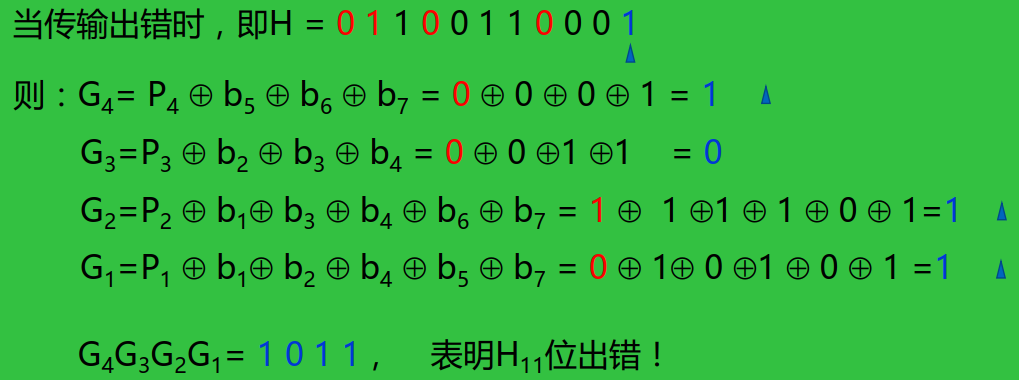 当传输出错时，即H = 0 1 1 0 0 1 1 0 0 0 1
则：G₄= P₄ ⊕ b₅ ⊕ b₆ ⊕ b₇ = 0 ⊕ 0 ⊕ 0 ⊕ 1 = 1
G₃=P₃ ⊕ b₂ ⊕ b₃ ⊕ b₄ = 0 ⊕ 0 ⊕1 ⊕1 = 0
G₂=P₂ ⊕ b₁⊕ b₃ ⊕ b₄ ⊕ b₆ ⊕ b₇ = 1 ⊕ 1 ⊕1 ⊕ 1 ⊕ 0 ⊕ 1=1
G₁=P₁ ⊕ b₁⊕ b₂ ⊕ b₄ ⊕ b₅ ⊕ b₇ = 0 ⊕ 1⊕ 0 ⊕1 ⊕ 0 ⊕ 1 =1
G₄G₃G₂G₁= 1 0 1 1 ， 表明H₁₁位出错！